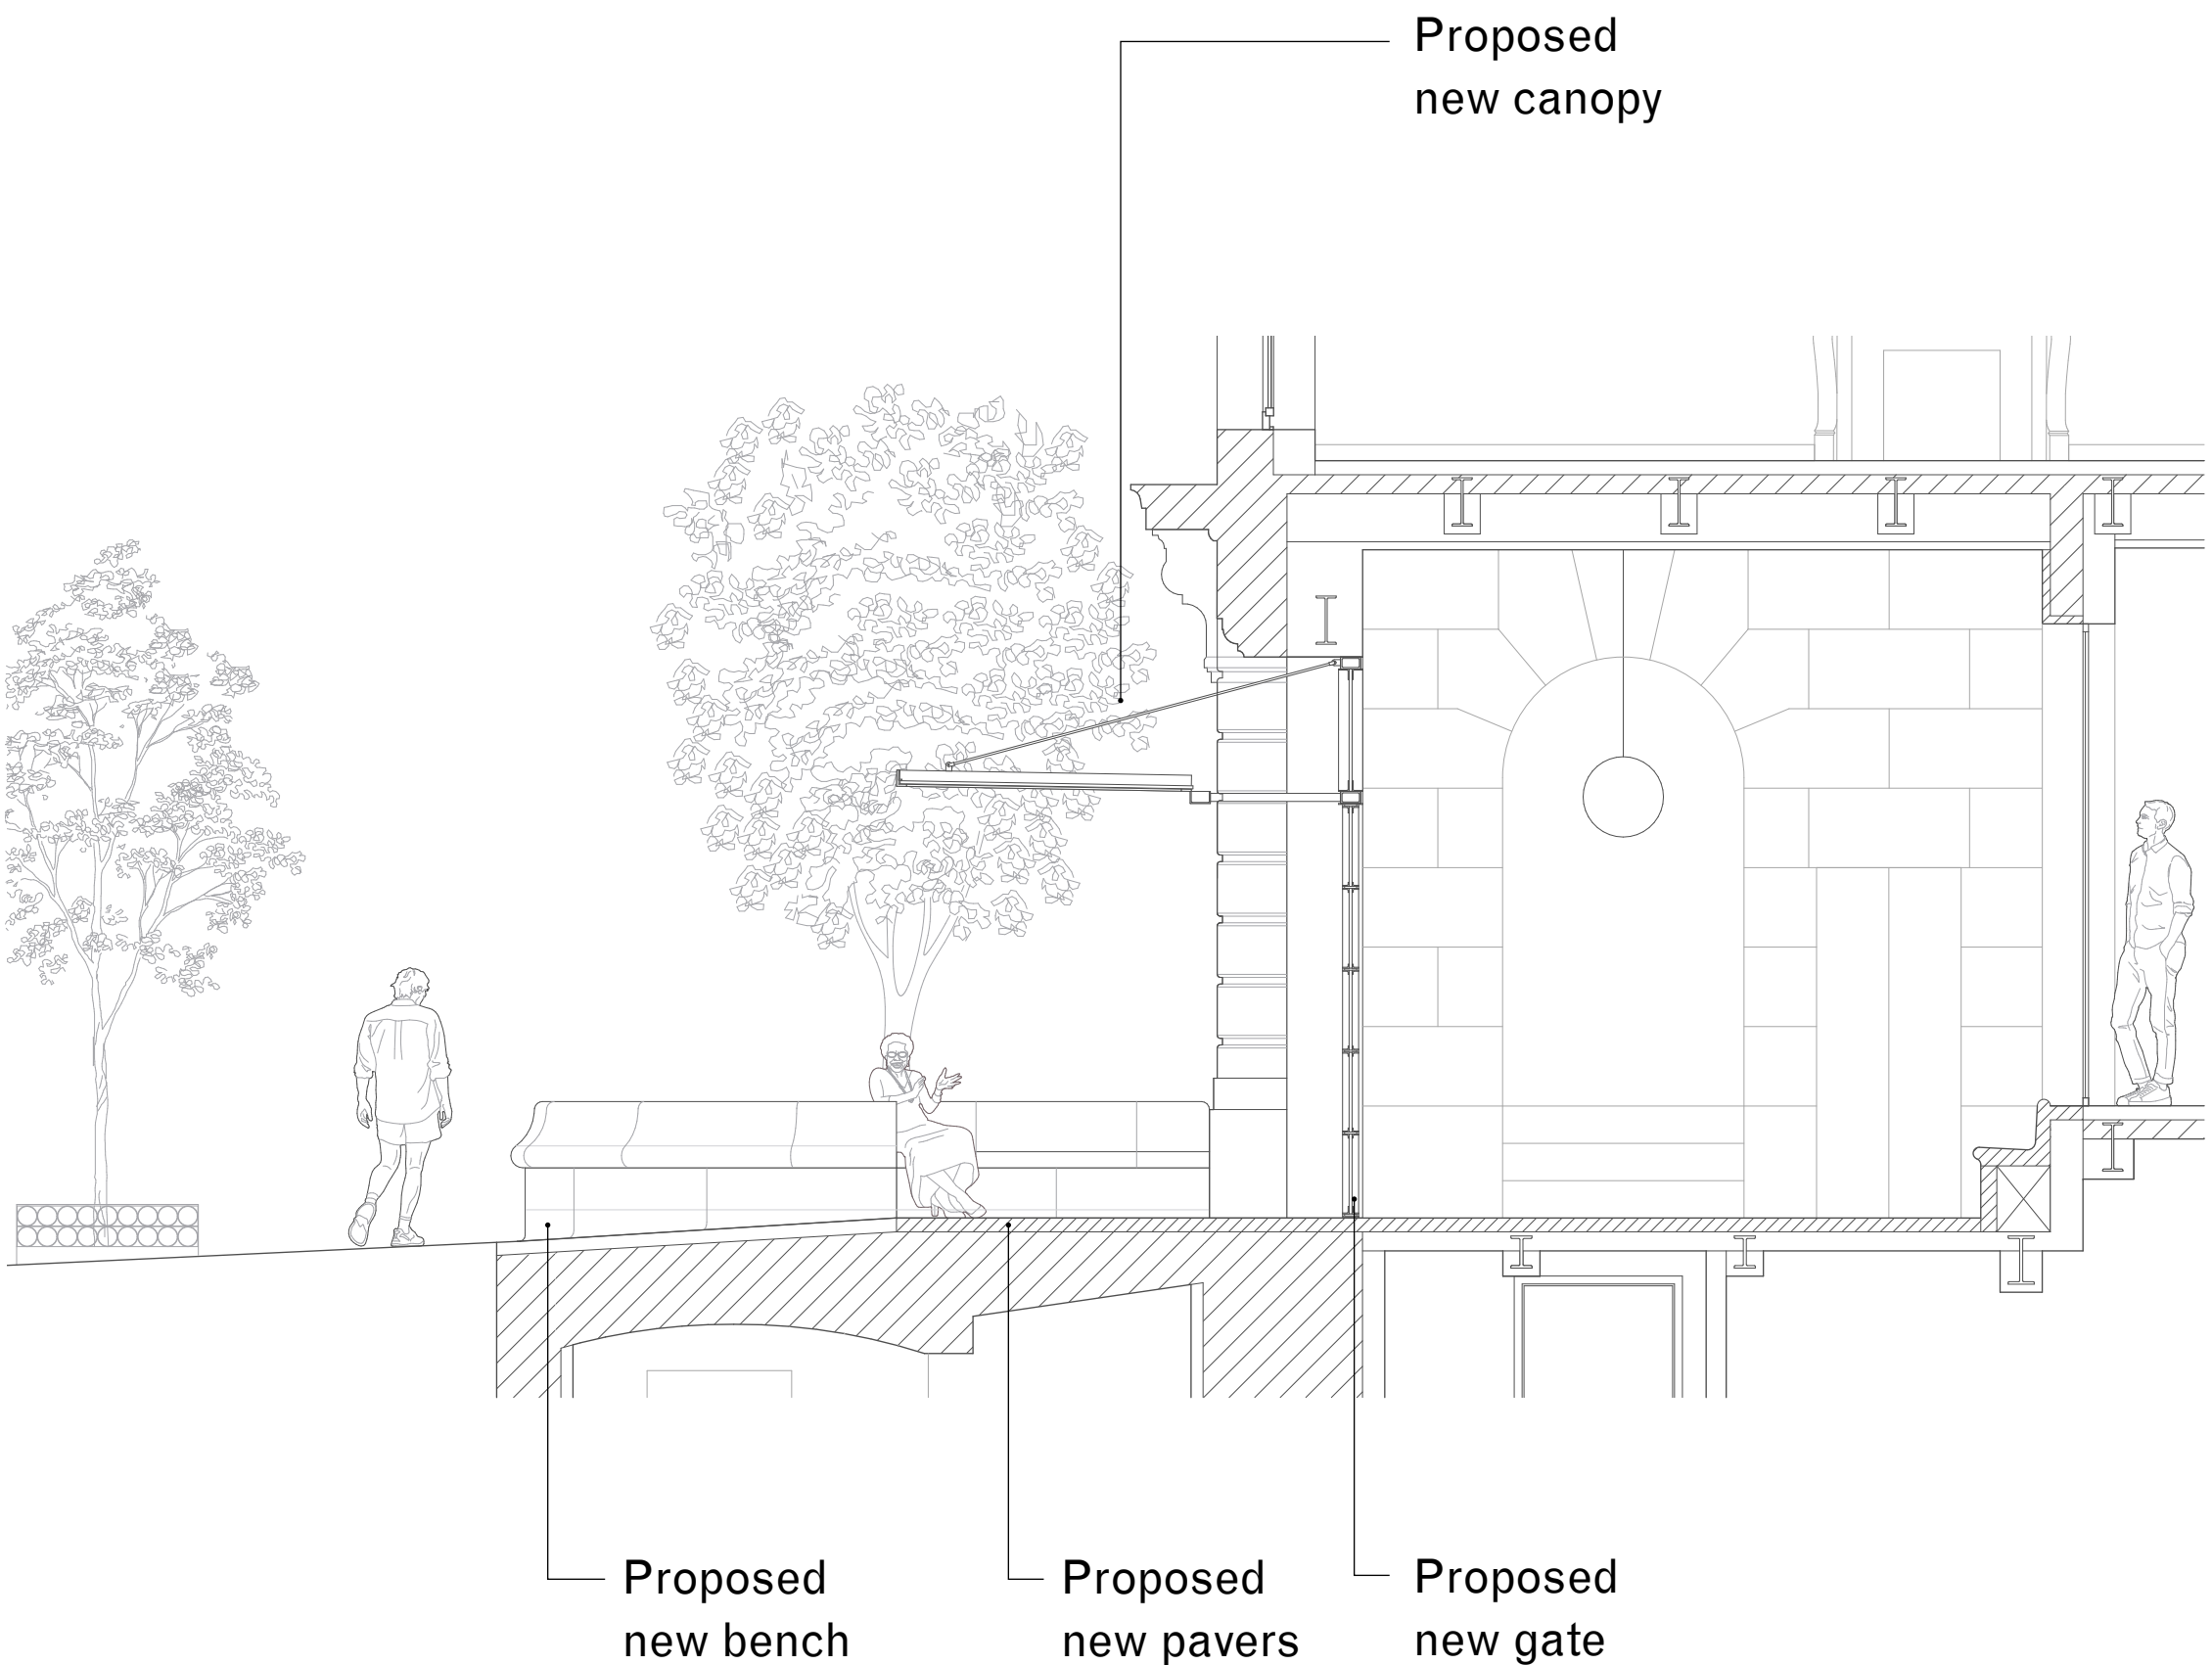 Proposed
new canopy
Proposed
new bench
Proposed
new pavers
Proposed
new gate